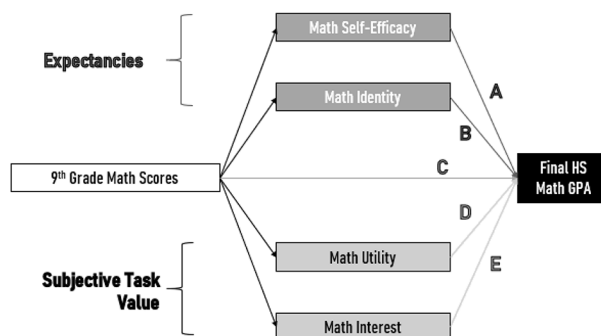 Math Self-Efficacy
Expectancies
A
Math Identity
B
C
9th Grade Math Scores
Final HS
Math GPA
D
Math Utility
E
Subjective Task
Value
Math Interest